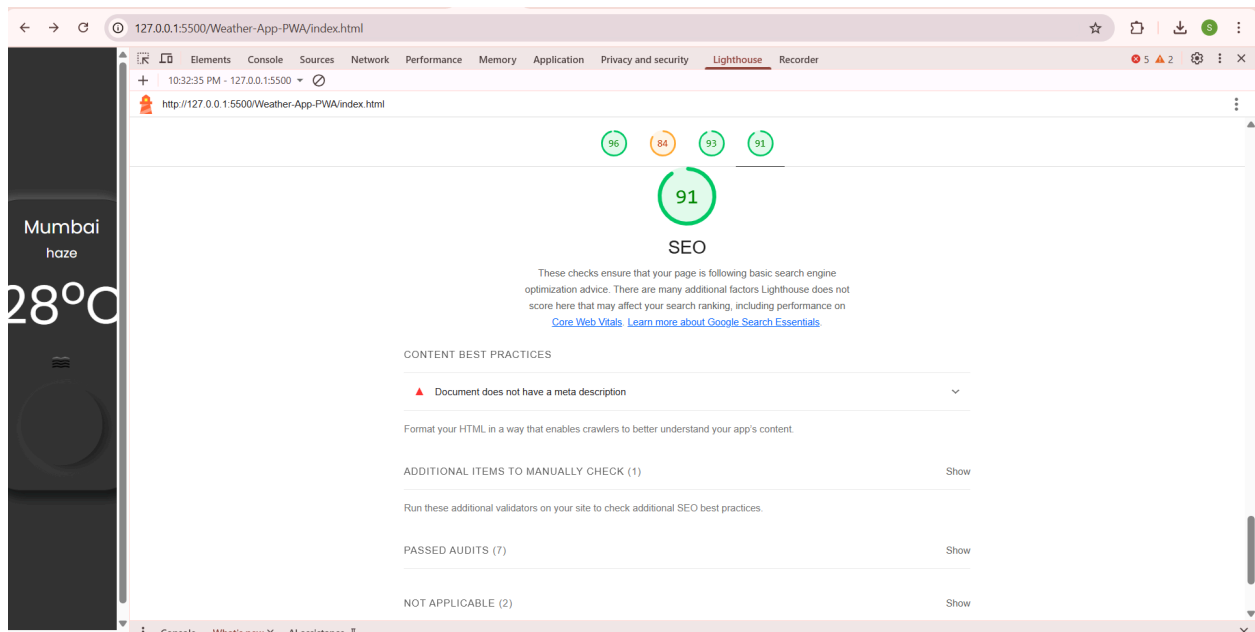 127.0.0.1:5500/Weather-App-PWA/index.html
S
Elements Console Sources Network Performance Memory Application Privacy and security Lighthouse Recorder 5 2
10:32:35 PM - 127.0.0.1:5500
http://127.0.0.1:5500/Weather-App-PWA/index.html
96 84 93 91
91
SEO
Mumbai
haze
28°C
These checks ensure that your page is following basic search engine
optimization advice. There are many additional factors Lighthouse does not
score here that may affect your search ranking, including performance on
Core Web Vitals. Learn more about Google Search Essentials.
CONTENT BEST PRACTICES
Document does not have a meta description
Format your HTML in a way that enables crawlers to better understand your app's content.
ADDITIONAL ITEMS TO MANUALLY CHECK (1) Show
Run these additional validators on your site to check additional SEO best practices.
PASSED AUDITS (7) Show
NOT APPLICABLE (2) Show
Console What's new AI assistance